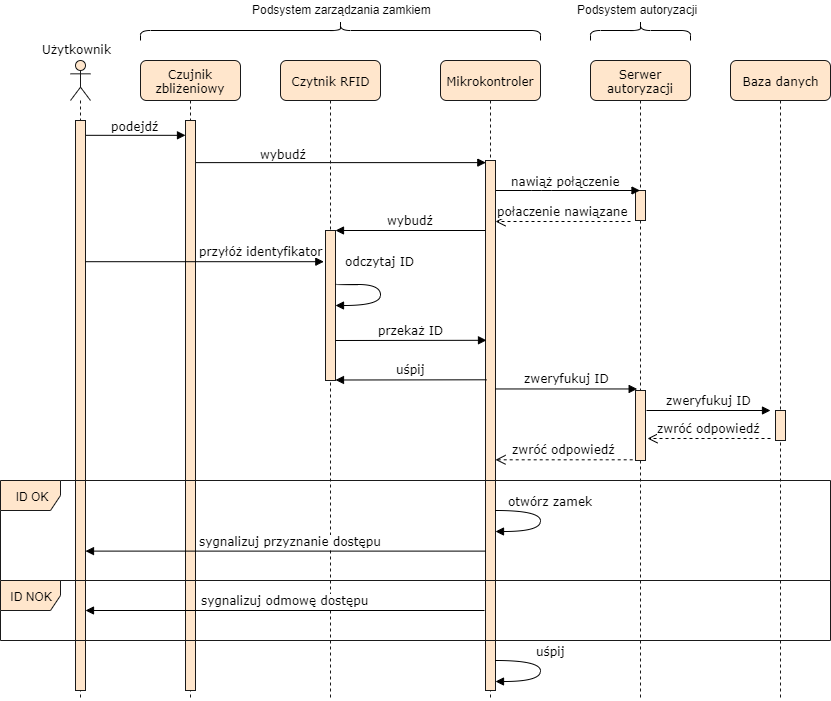 Podsystem zarządzania zamkiem
Podsystem autoryzacji
Użytkownik
Czujnik
zbliżeniowy
Czytnik RFID
Mikrokontroler
Serwer
autoryzacji
Baza danych
podejdź
wybudź
nawiąż połączenie
połaczenie nawiązane
wybudź
przyłóż identyfikator
odczytaj ID
przekaż ID
uśpij
zweryfukuj ID
zweryfukuj ID
zwróć odpowiedź
zwróć odpowiedź
ID OK
otwórz zamek
sygnalizuj przyznanie dostępu
ID NOK
sygnalizuj odmowę dostępu
uśpij